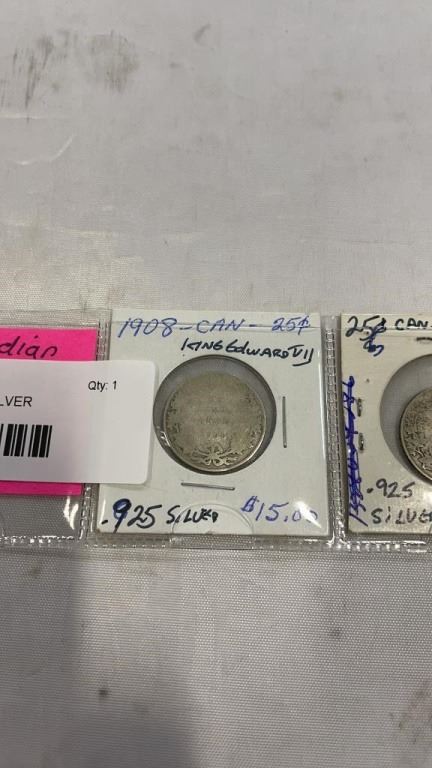 dian
Qty: 1
LVER
1908 - CAN - 25¢
KING EDWARD VII
.925 SILVER
$15.00
25¢ CAN
.925
SILVER